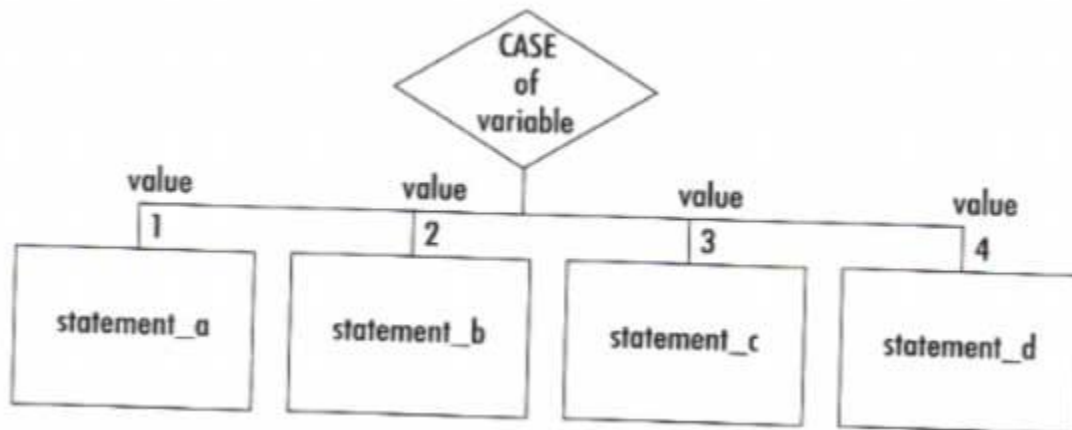 CASE
of
variable
value value value value
1 2 3 4
statement_a statement_b statement_c statement_d